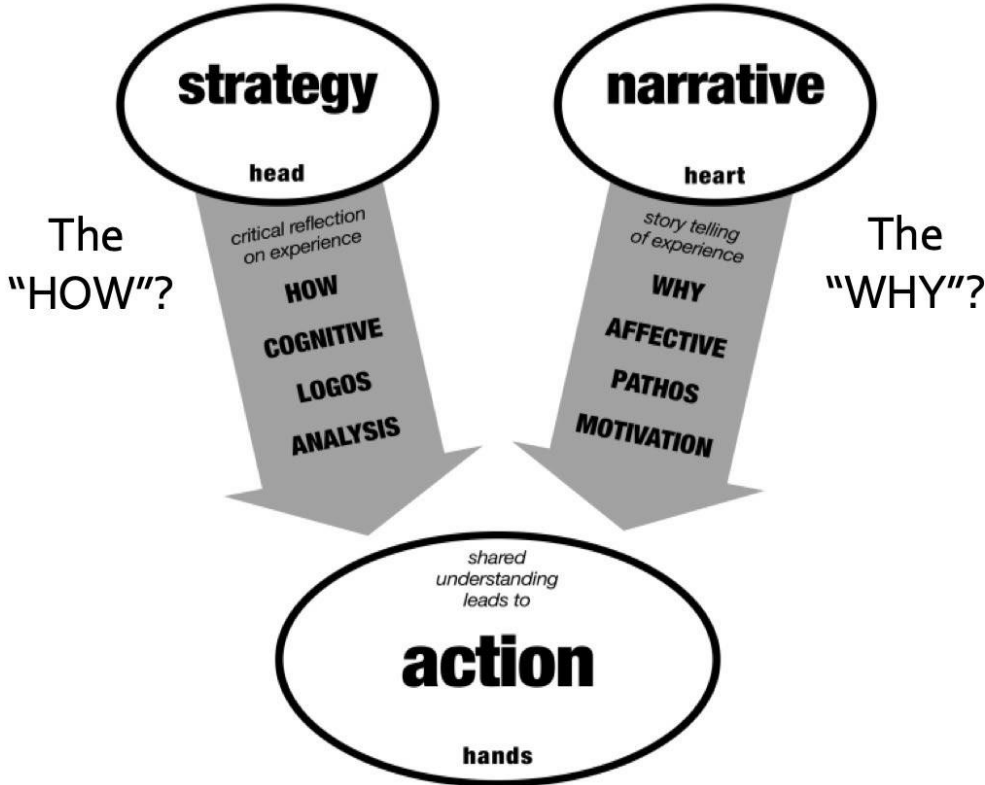 strategy
head
narrative
heart
The
“HOW”?
critical reflection
on experience
HOW
COGNITIVE
LOGOS
ANALYSIS
story telling
of experience
WHY
AFFECTIVE
PATHOS
MOTIVATION
The
“WHY”?
shared
understanding
leads to
action
hands